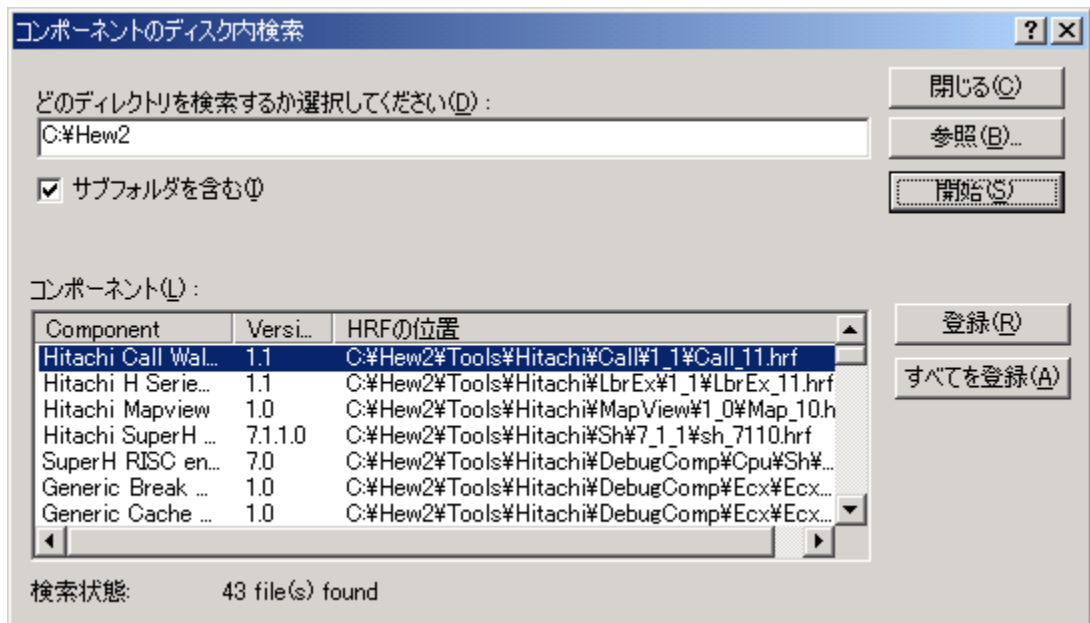 コンポーネントのディスク内検索
どのディレクトリを検索するか選択してください(D) :
C:¥Hew2
サブフォルダを含む(I)
閉じる(C)
参照(B)...
開始(S)
コンポーネント(L) :
Component Versi... HRFの位置
Hitachi Call Wal... 1.1 C:¥Hew2¥Tools¥Hitachi¥Call¥1_1¥Call_11.hrf
Hitachi H Serie... 1.1 C:¥Hew2¥Tools¥Hitachi¥LbrEx¥1_1¥LbrEx_11.hrf
Hitachi Mapview 1.0 C:¥Hew2¥Tools¥Hitachi¥MapView¥1_0¥Map_10.h
Hitachi SuperH ... 7.1.1.0 C:¥Hew2¥Tools¥Hitachi¥Sh¥7_1_1¥sh_7110.hrf
SuperH RISC en... 7.0 C:¥Hew2¥Tools¥Hitachi¥DebugComp¥Cpu¥Sh¥...
Generic Break ... 1.0 C:¥Hew2¥Tools¥Hitachi¥DebugComp¥Ecx¥Ecx...
Generic Cache ... 1.0 C:¥Hew2¥Tools¥Hitachi¥DebugComp¥Ecx¥Ecx...
登録(R)
すべてを登録(A)
検索状態: 43 file(s) found